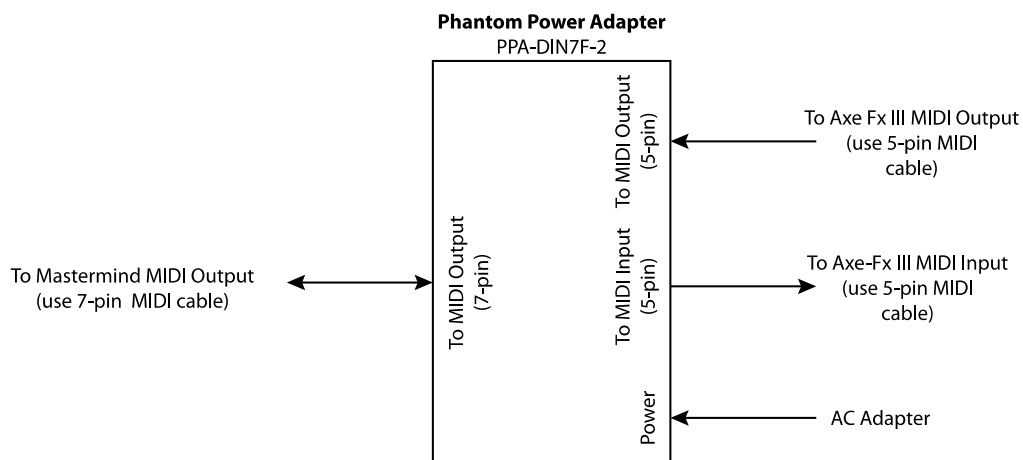 Phantom Power Adapter
PPA-DIN7F-2
To Mastermind MIDI Output
(use 7-pin MIDI cable)
To MIDI Output
(7-pin)
To MIDI Output
(5-pin)
To Axe Fx III MIDI Output
(use 5-pin MIDI
cable)
To MIDI Input
(5-pin)
To Axe-Fx III MIDI Input
(use 5-pin MIDI
cable)
Power
AC Adapter